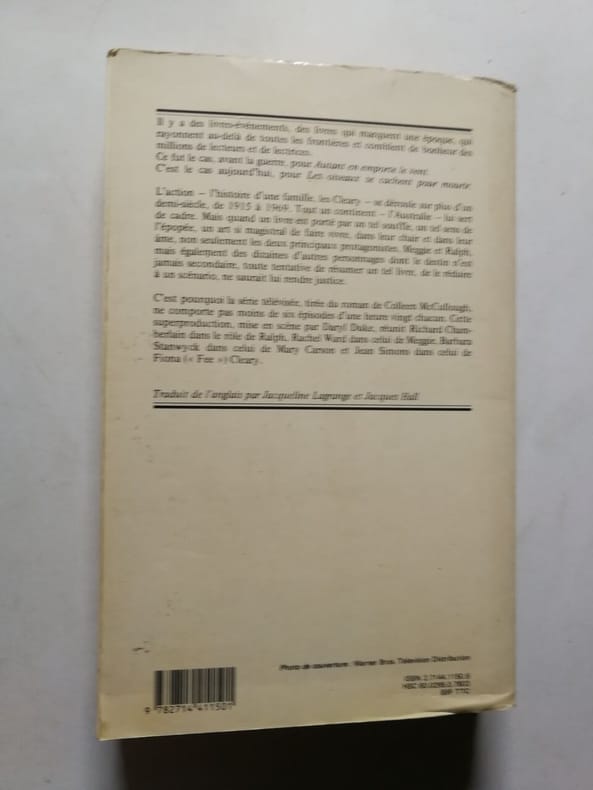 Il y a des livres-événements, des livres qui marquent une époque, qui
rayonnent au-delà de toutes les frontières et comblent de bonheur des
millions de lecteurs et de lectrices.
Ce fut le cas, avant la guerre, pour Autant en emporte le vent.
C'est le cas aujourd'hui, pour Les oiseaux se cachent pour mourir.
L'action – l'histoire d'une famille, les Cleary – se déroule sur plus d'un
demi-siècle, de 1915 à 1969. Tout un continent – l'Australie – lui sert
de cadre. Mais quand un livre est porté par un tel souffle, un tel sens de
l'épopée, un art si magistral de faire vivre, dans leur chair et dans leur
âme, non seulement les deux principaux protagonistes, Meggie et Ralph,
mais également des dizaines d'autres personnages dont le destin n'est
jamais secondaire, toute tentative de résumer un tel livre, de le réduire
à un scénario, ne saurait lui rendre justice.
C'est pourquoi la série télévisée, tirée du roman de Colleen McCullough,
ne comporte pas moins de six épisodes d'une heure vingt chacun. Cette
superproduction, mise en scène par Daryl Duke, réunit Richard Cham-
berlain dans le rôle de Ralph, Rachel Ward dans celui de Meggie, Barbara
Stanwyck dans celui de Mary Carson et Jean Simons dans celui de
Fiona (« Fee ») Cleary.
Traduit de l'anglais par Jacqueline Lagrange et Jacques Hall
Photo de couverture : Warner Bros. Television Distribution
ISBN 2.7144.1150.9
9 782714 411501